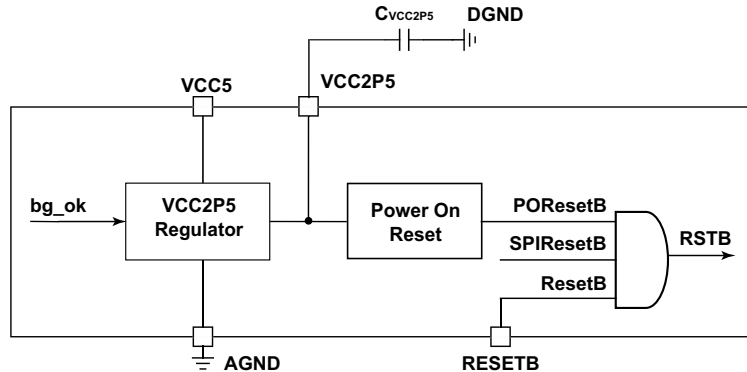 CVCC2P5
DGND
VCC5
VCC2P5
bg_ok
VCC2P5
Regulator
Power On
Reset
POResetB
SPIResetB
ResetB
RSTB
AGND
RESETB